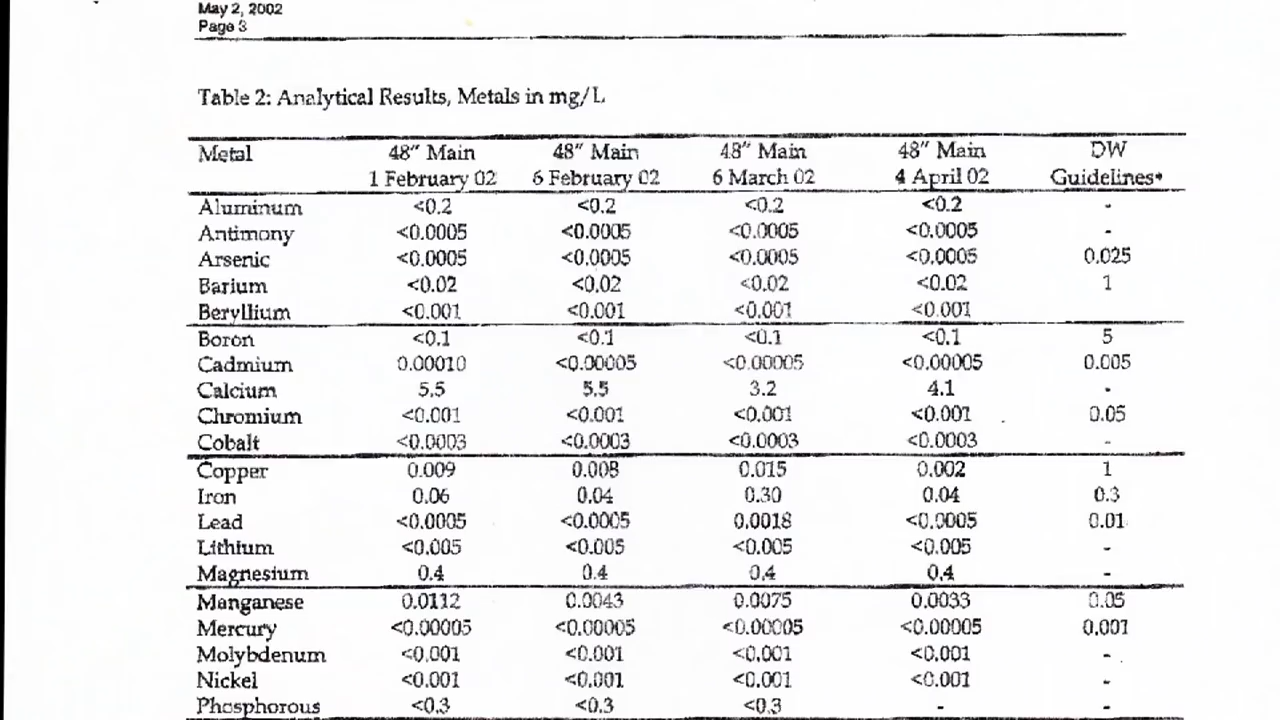 May 2, 2002
Page 3
Table 2: Analytical Results, Metals in mg/L
Metal 48" Main 48" Main 48" Main 48" Main DW
1 February 02 6 February 02 6 March 02 4 April 02 Guidelines*
Aluminum <0.2 <0.2 <0.2 <0.2 -
Antimony <0.0005 <0.0005 <0.0005 <0.0005 -
Arsenic <0.0005 <0.0005 <0.0005 <0.0005 0.025
Barium <0.02 <0.02 <0.02 <0.02 1
Beryllium <0.001 <0.001 <0.001 <0.001
Boron <0.1 <0.1 <0.1 <0.1 5
Cadmium 0.00010 <0.00005 <0.00005 <0.00005 0.005
Calcium 5.5 5.5 3.2 4.1 -
Chromium <0.001 <0.001 <0.001 <0.001 0.05
Cobalt <0.0003 <0.0003 <0.0003 <0.0003 -
Copper 0.009 0.008 0.015 0.002 1
Iron 0.06 0.04 0.30 0.04 0.3
Lead <0.0005 <0.0005 0.0018 <0.0005 0.01
Lithium <0.005 <0.005 <0.005 <0.005 -
Magnesium 0.4 0.4 0.4 0.4 -
Manganese 0.0112 0.0043 0.0075 0.0033 0.05
Mercury <0.00005 <0.00005 <0.00005 <0.00005 0.001
Molybdenum <0.001 <0.001 <0.001 <0.001 -
Nickel <0.001 <0.001 <0.001 <0.001 -
Phosphorous <0.3 <0.3 <0.3 - -